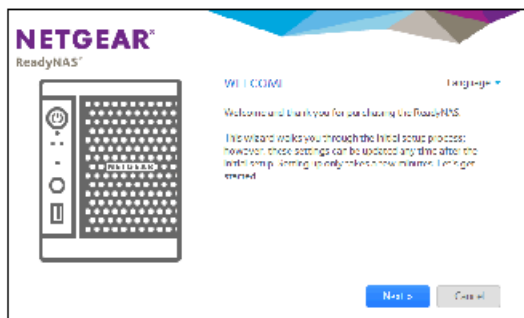 NETGEAR®
ReadyNAS®
WELCOME
Language
Welcome and thank you for purchasing the ReadyNAS.
This wizard walks you through the initial setup process;
however, these settings can be updated any time after the
initial setup. Setting up only takes a few minutes. Let's get
started.
NETGEAR
Next >
Cancel